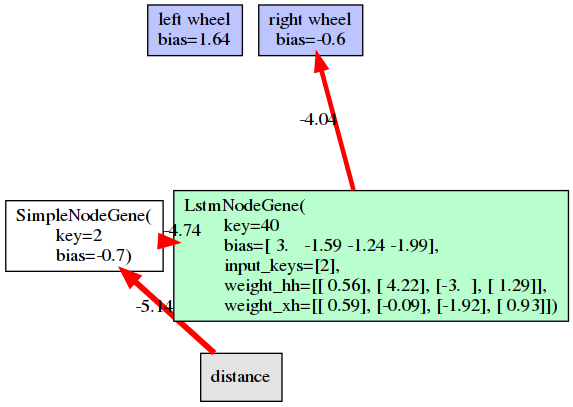 left wheel
bias=1.64
right wheel
bias=-0.6
-4.04
SimpleNodeGene(
key=2
bias=-0.7)
-4.74
LstmNodeGene(
key=40
bias=[ 3.   -1.59 -1.24 -1.99],
input_keys=[2],
weight_hh=[[ 0.56], [ 4.22], [-3.  ], [ 1.29]],
weight_xh=[[ 0.59], [-0.09], [-1.92], [ 0.93]])
-5.14
distance